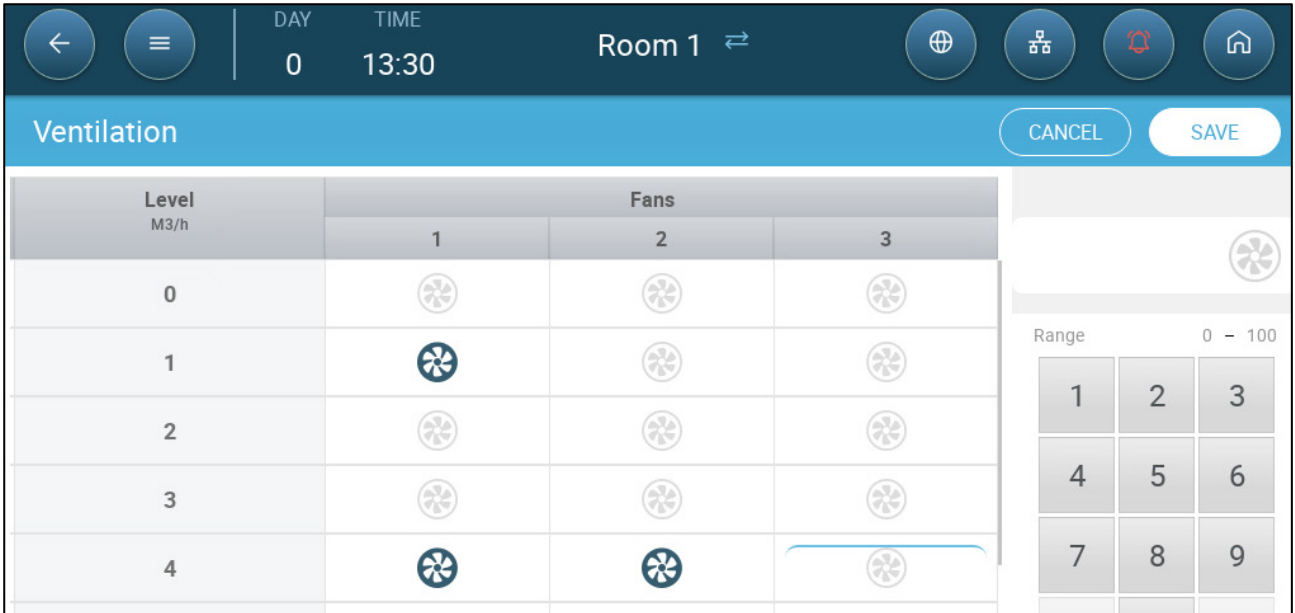 DAY TIME
0 13:30 Room 1
Ventilation CANCEL SAVE
Level Fans
M3/h
1 2 3
0
Range 0 – 100
1
1 2 3
2
4 5 6
3
7 8 9
4